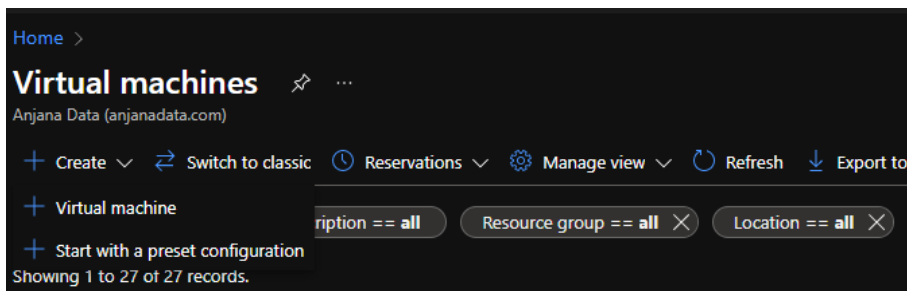 Home >
Virtual machines ...
Anjana Data (anjanadata.com)
Create Switch to classic Reservations Manage view Refresh Export to
Virtual machine
ription == all Resource group == all Location == all
Start with a preset configuration
Showing 1 to 27 of 27 records.